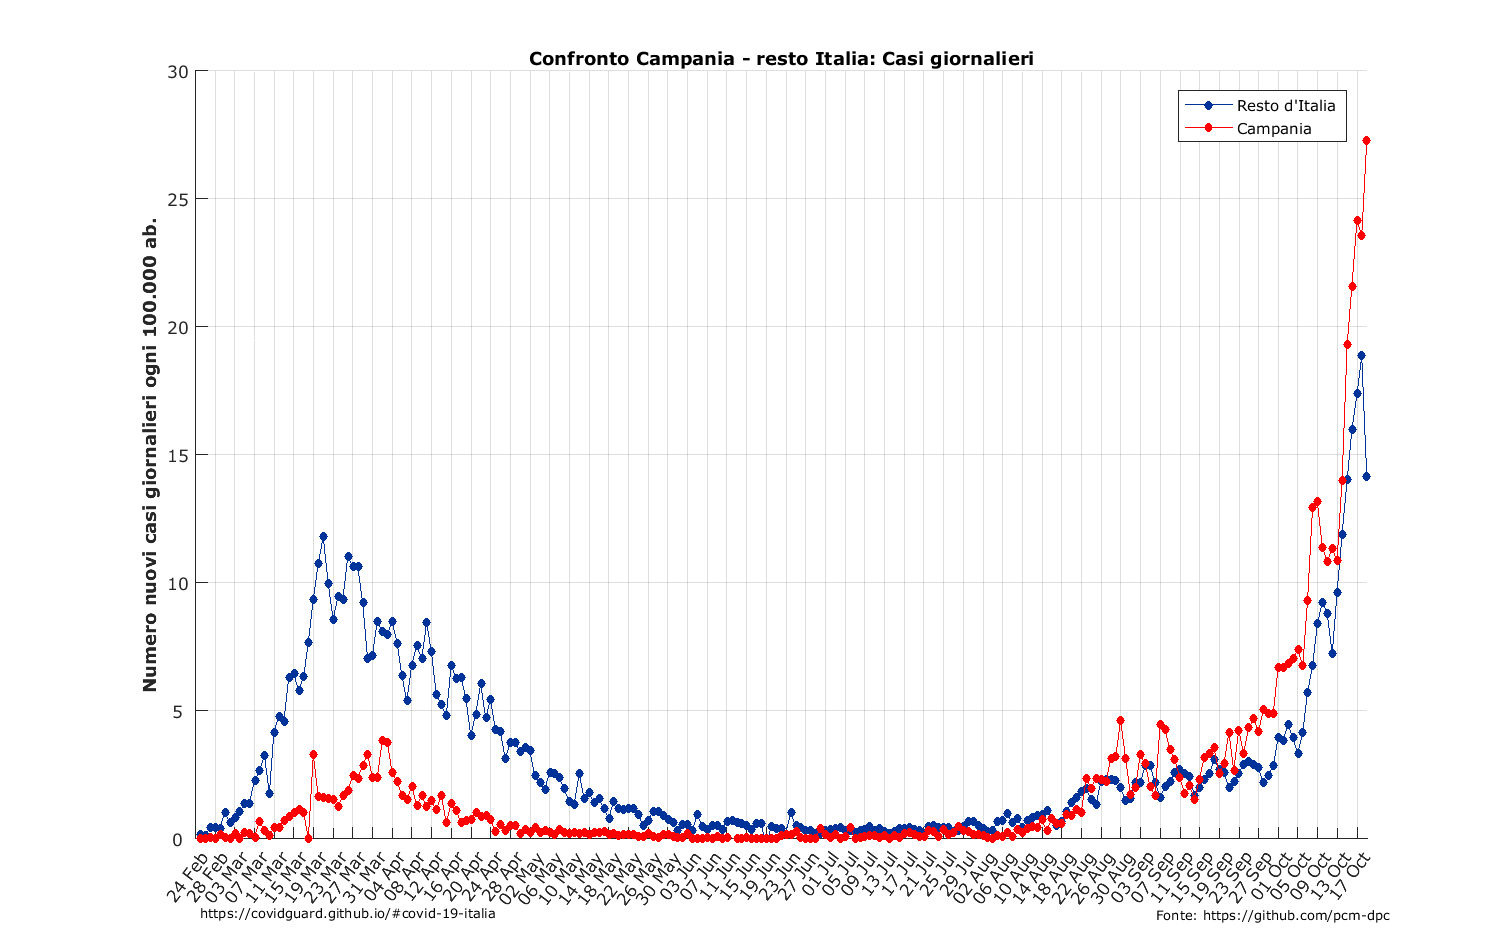 Confronto Campania - resto Italia: Casi giornalieri
Resto d'Italia
Campania
Numero nuovi casi giornalieri ogni 100.000 ab.
30
25
20
15
10
5
0
24 Feb
28 Feb
03 Mar
07 Mar
11 Mar
15 Mar
19 Mar
23 Mar
27 Mar
31 Mar
04 Apr
08 Apr
12 Apr
16 Apr
20 Apr
24 Apr
28 Apr
02 May
06 May
10 May
14 May
18 May
22 May
26 May
30 May
03 Jun
07 Jun
11 Jun
15 Jun
19 Jun
23 Jun
27 Jun
01 Jul
05 Jul
09 Jul
13 Jul
17 Jul
21 Jul
25 Jul
29 Jul
02 Aug
06 Aug
10 Aug
14 Aug
18 Aug
22 Aug
26 Aug
30 Aug
03 Sep
07 Sep
11 Sep
15 Sep
19 Sep
23 Sep
27 Sep
01 Oct
05 Oct
09 Oct
13 Oct
17 Oct
https://covidguard.github.io/#covid-19-italia
Fonte: https://github.com/pcm-dpc